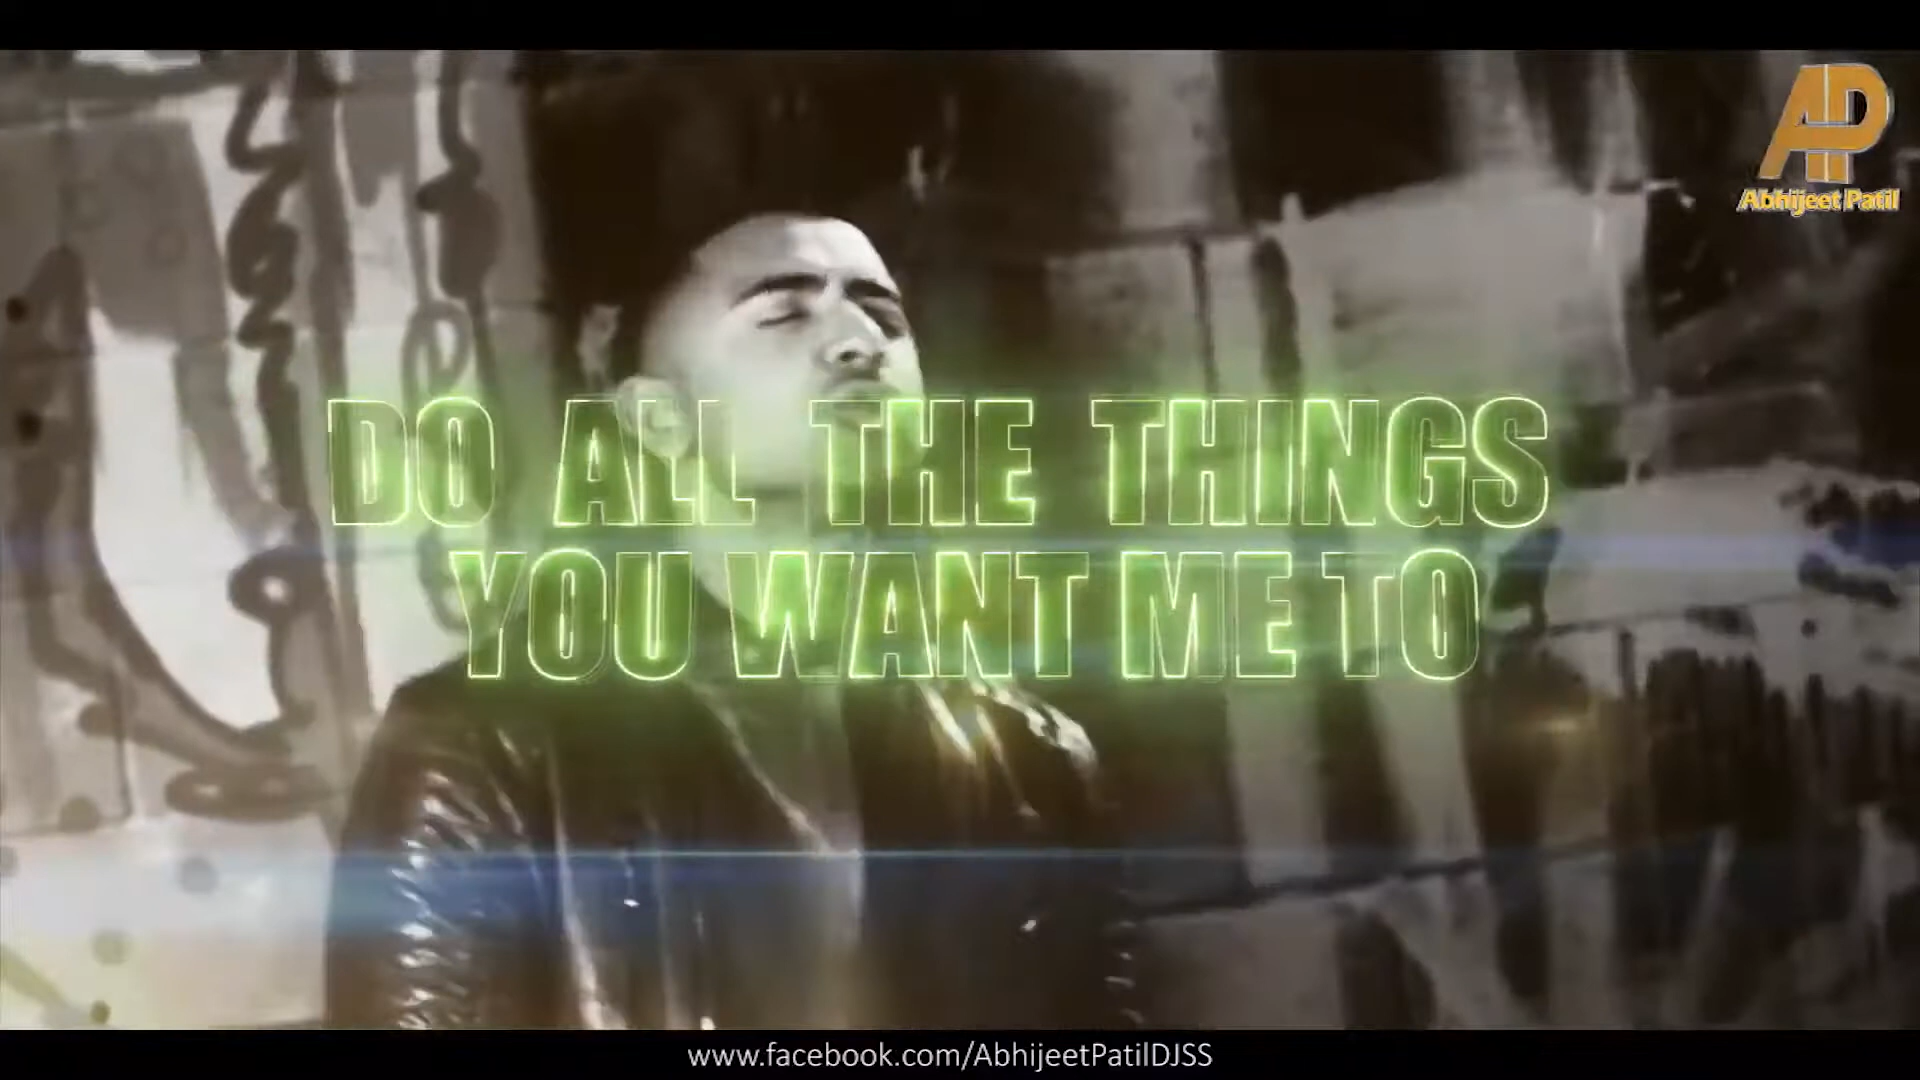 AP
Abhijeet Patil
DO ALL THE THINGS
YOU WANT ME TO
www.facebook.com/AbhijeetPatilDJSS